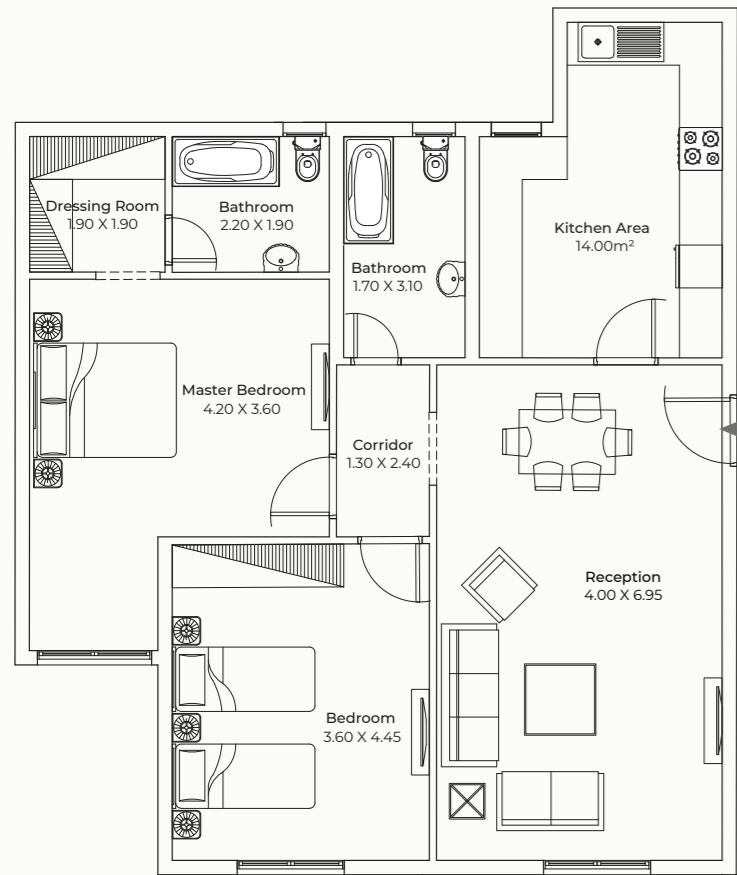 Dressing Room
1.90 X 1.90
Bathroom
2.20 X 1.90
Bathroom
1.70 X 3.10
Kitchen Area
14.00m²
Master Bedroom
4.20 X 3.60
Corridor
1.30 X 2.40
Reception
4.00 X 6.95
Bedroom
3.60 X 4.45